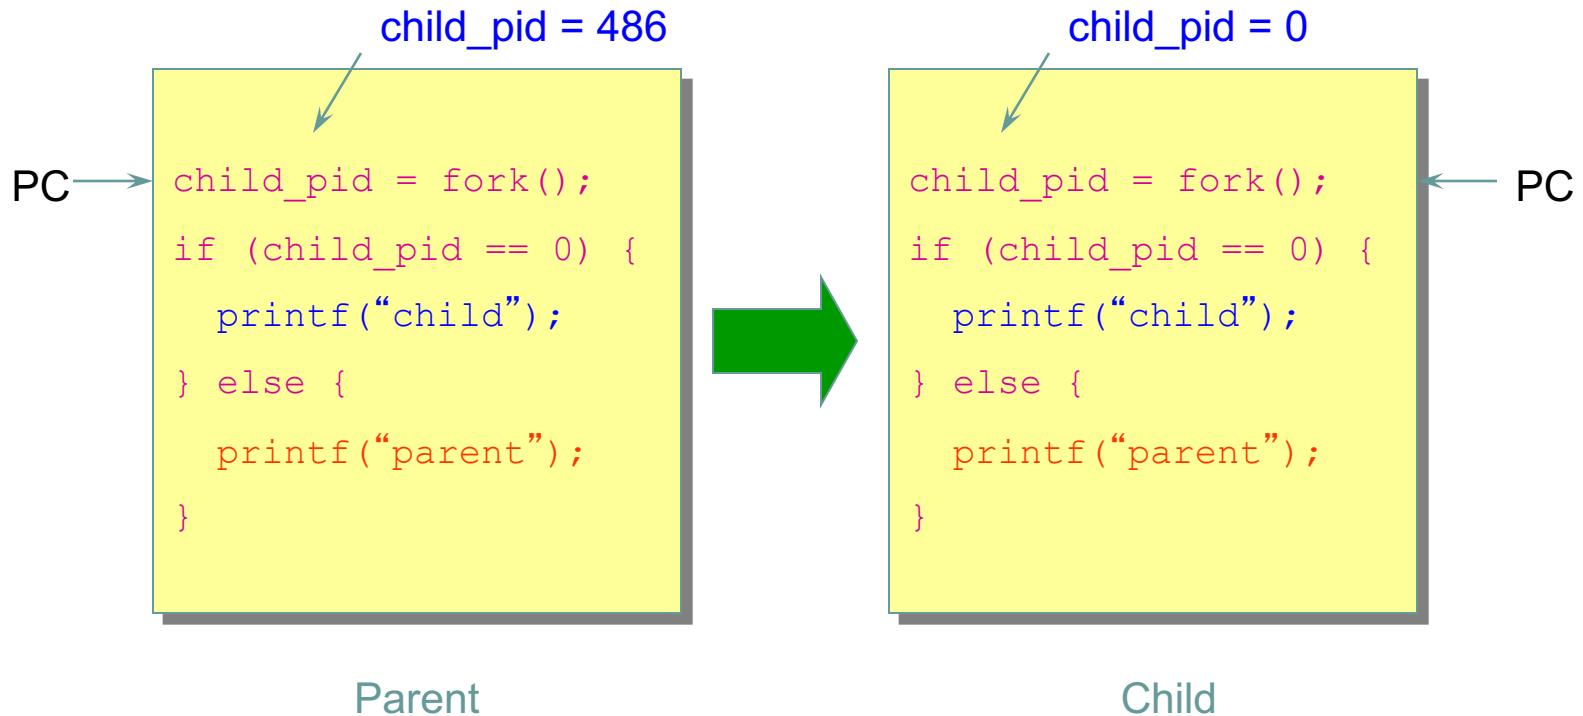 child_pid = 486
PC
child_pid = fork();
if (child_pid == 0) {
printf(“child”);
} else {
printf(“parent”);
}
Parent
child_pid = 0
PC
child_pid = fork();
if (child_pid == 0) {
printf(“child”);
} else {
printf(“parent”);
}
Child